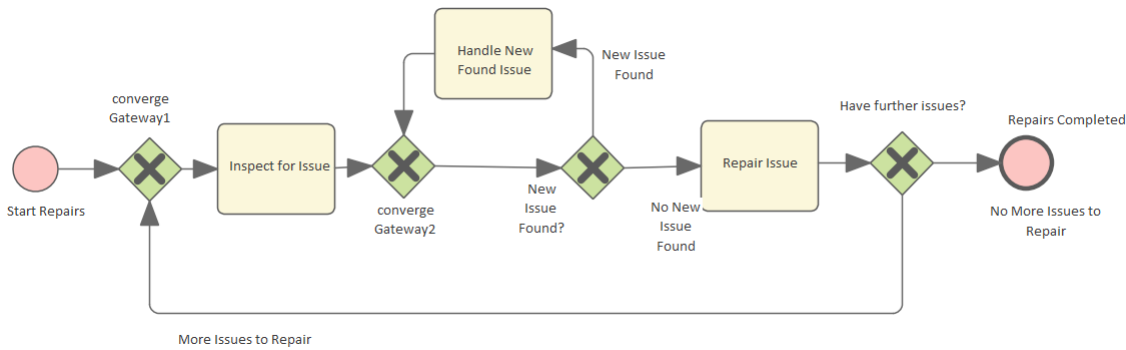 Handle New
Found Issue
New Issue
Found
converge
Gateway1
Have further issues?
Repairs Completed
Inspect for Issue
Repair Issue
Start Repairs
converge
Gateway2
New
Issue
Found?
No New
Issue
Found
No More Issues to
Repair
More Issues to Repair